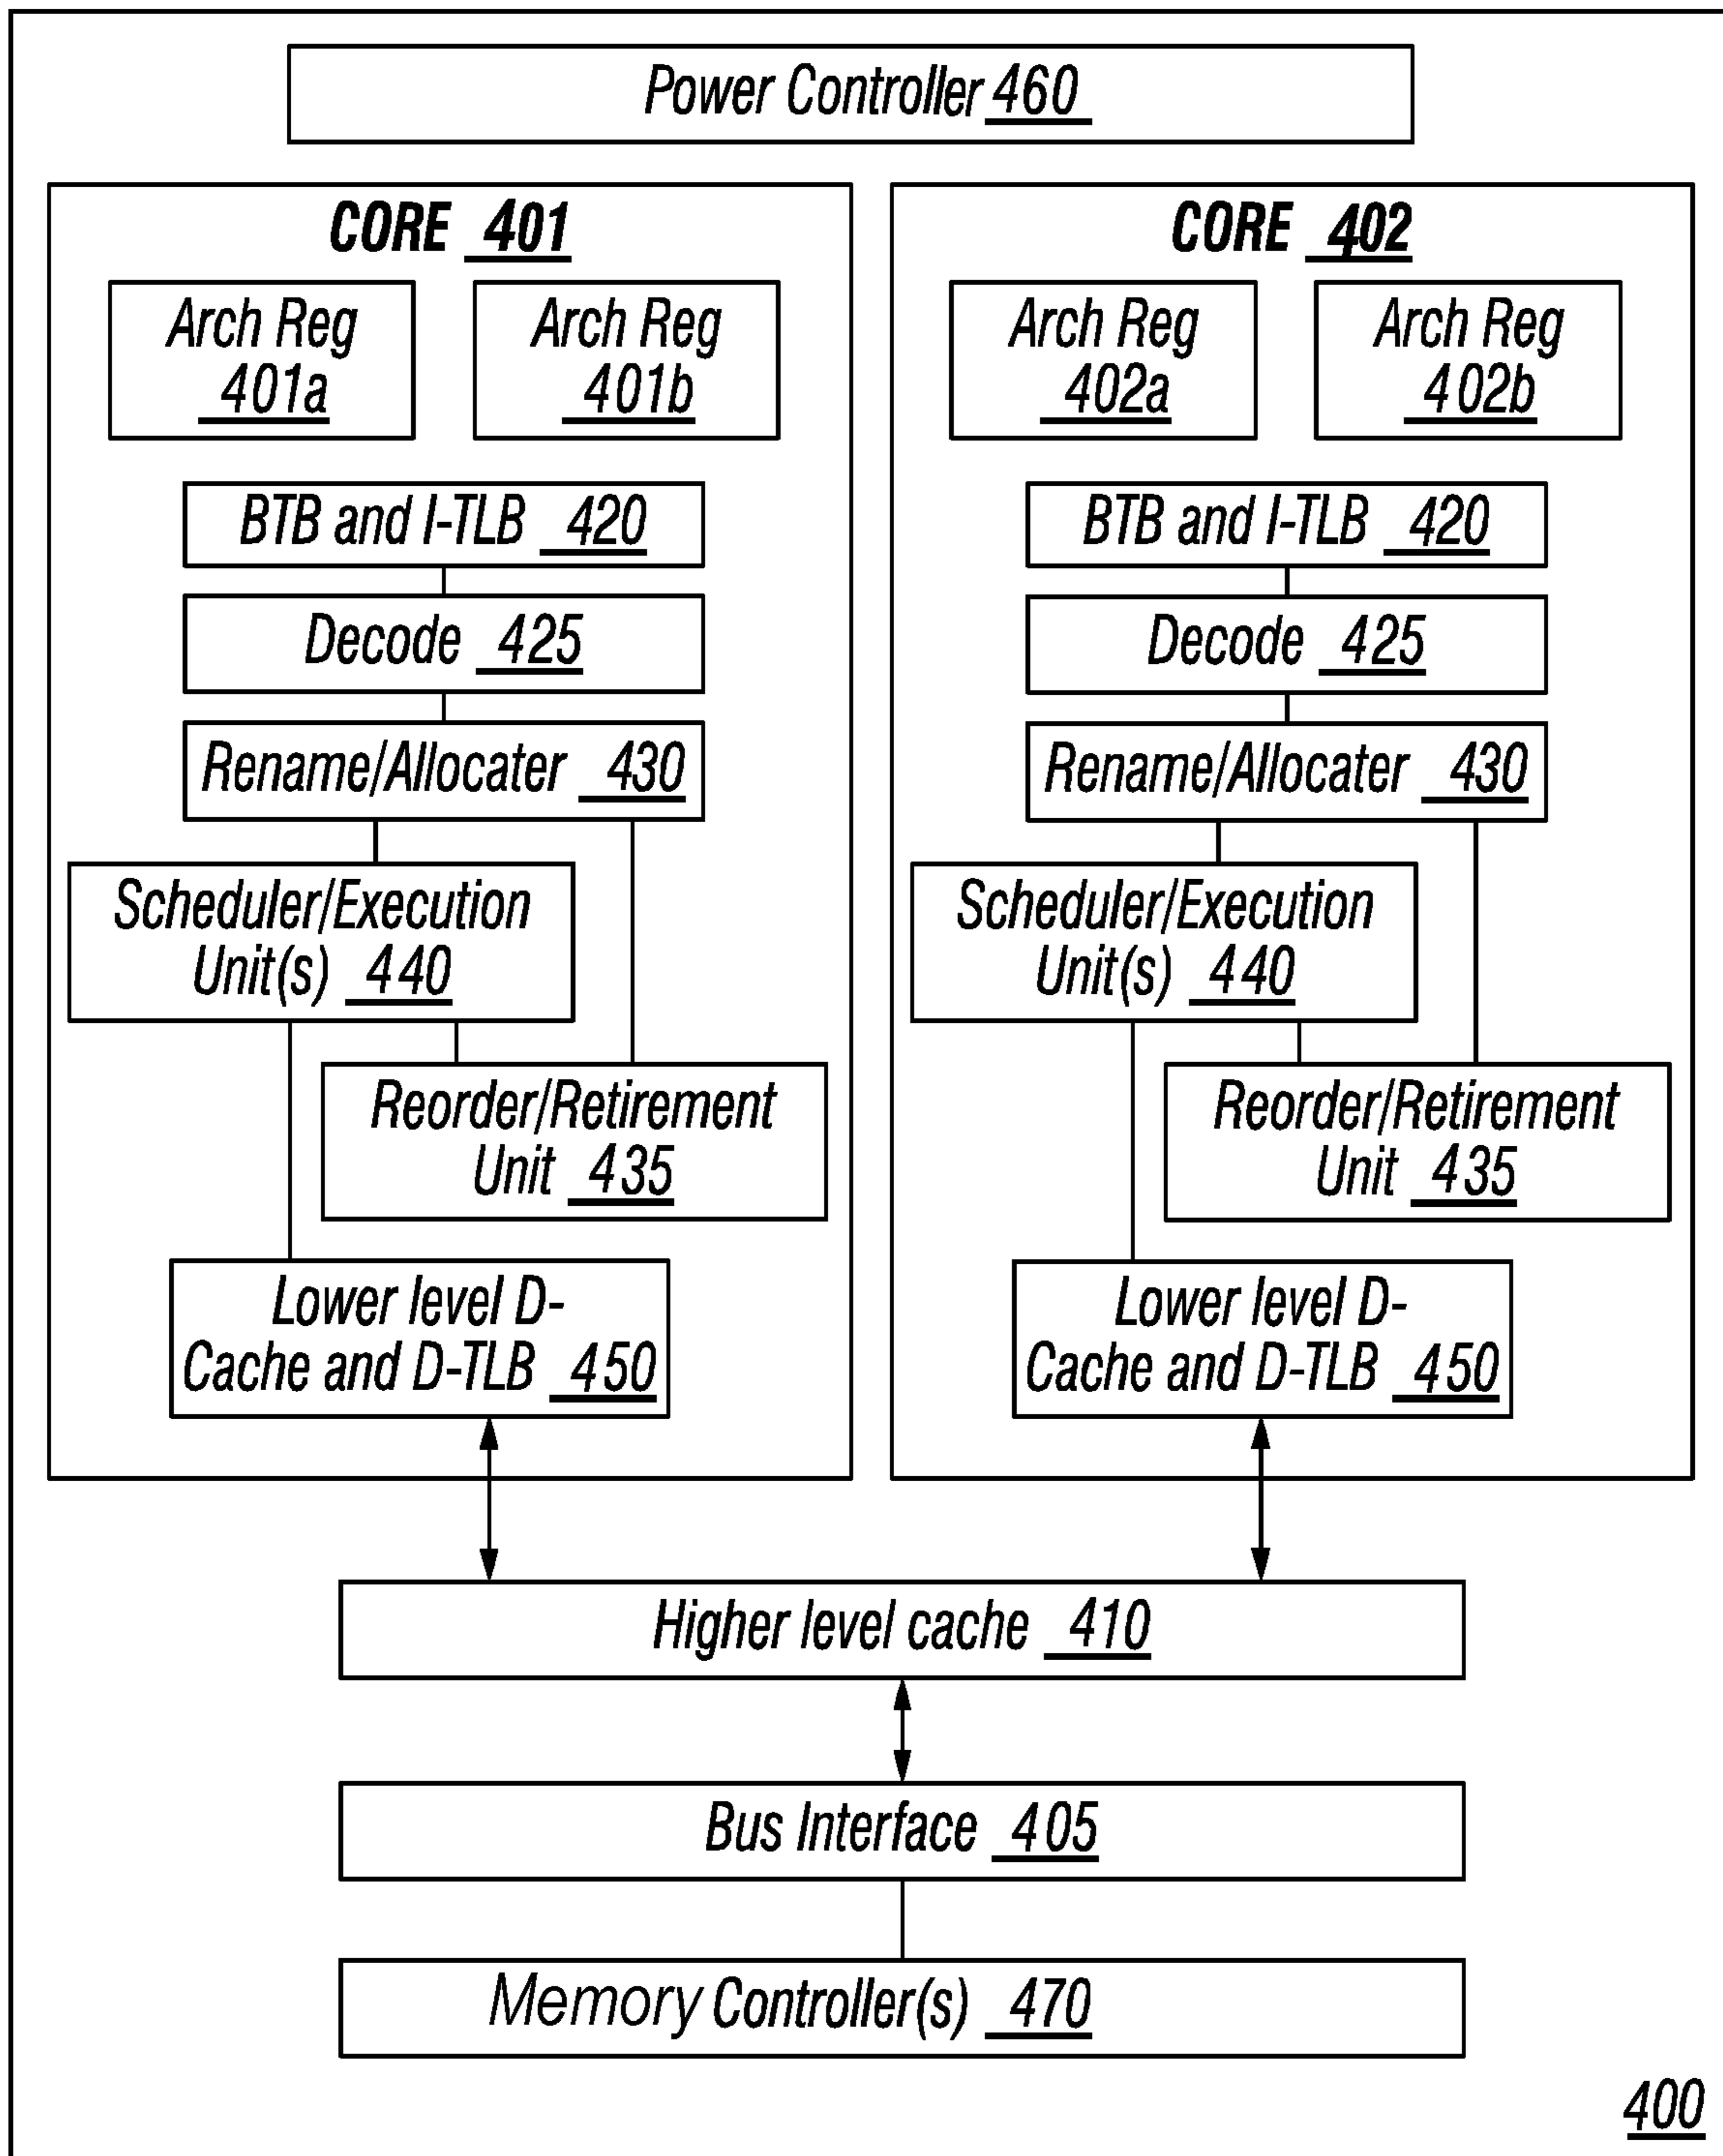 Power Controller 460
CORE 401
Arch Reg
401a
Arch Reg
401b
BTB and I-TLB 420
Decode 425
Rename/Allocater 430
Scheduler/Execution
Unit(s) 440
Reorder/Retirement
Unit 435
Lower level D-
Cache and D-TLB 450
CORE 402
Arch Reg
402a
Arch Reg
402b
BTB and I-TLB 420
Decode 425
Rename/Allocater 430
Scheduler/Execution
Unit(s) 440
Reorder/Retirement
Unit 435
Lower level D-
Cache and D-TLB 450
Higher level cache 410
Bus Interface 405
Memory Controller(s) 470
400